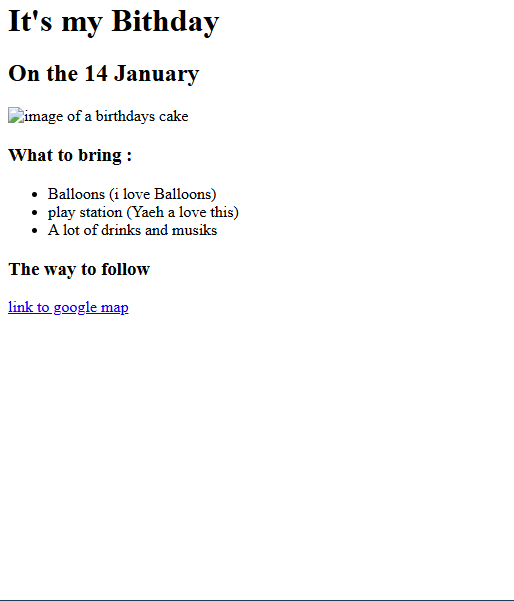 It's my Bithday
On the 14 January
image of a birthdays cake
What to bring :
Balloons (i love Balloons)
play station (Yaeh a love this)
A lot of drinks and musiks
The way to follow
link to google map